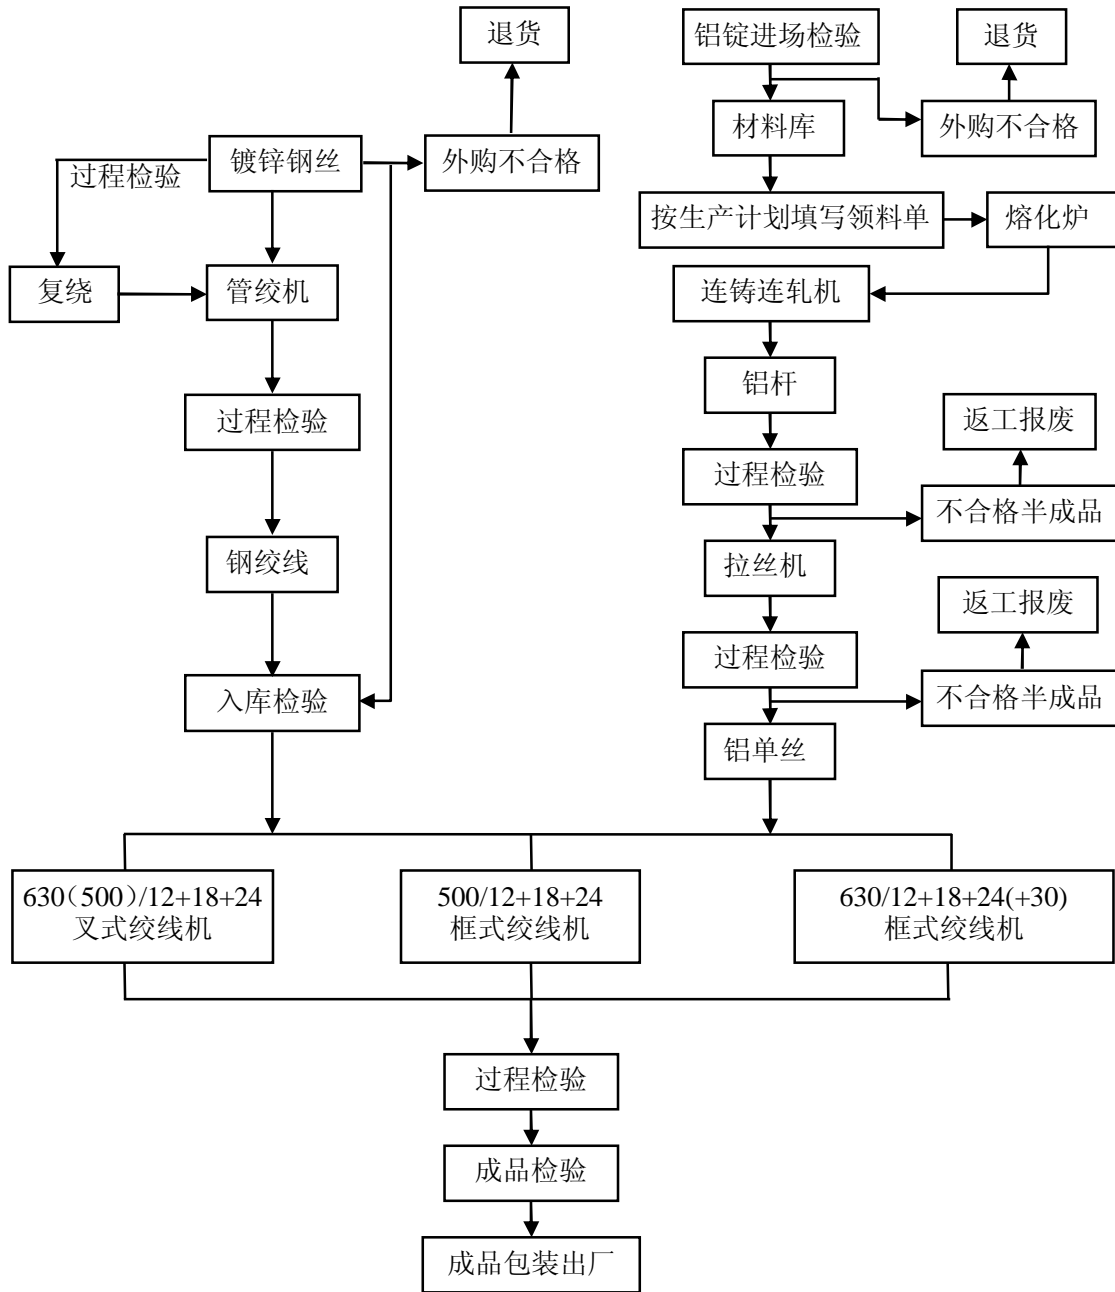 退货
铝锭进场检验
退货
材料库
外购不合格
过程检验
镀锌钢丝
外购不合格
按生产计划填写领料单
熔化炉
复绕
管绞机
连铸连轧机
铝杆
过程检验
返工报废
过程检验
不合格半成品
钢绞线
拉丝机
返工报废
过程检验
入库检验
不合格半成品
铝单丝
630（500）/12+18+24
叉式绞线机
500/12+18+24
框式绞线机
630/12+18+24(+30)
框式绞线机
过程检验
成品检验
成品包装出厂